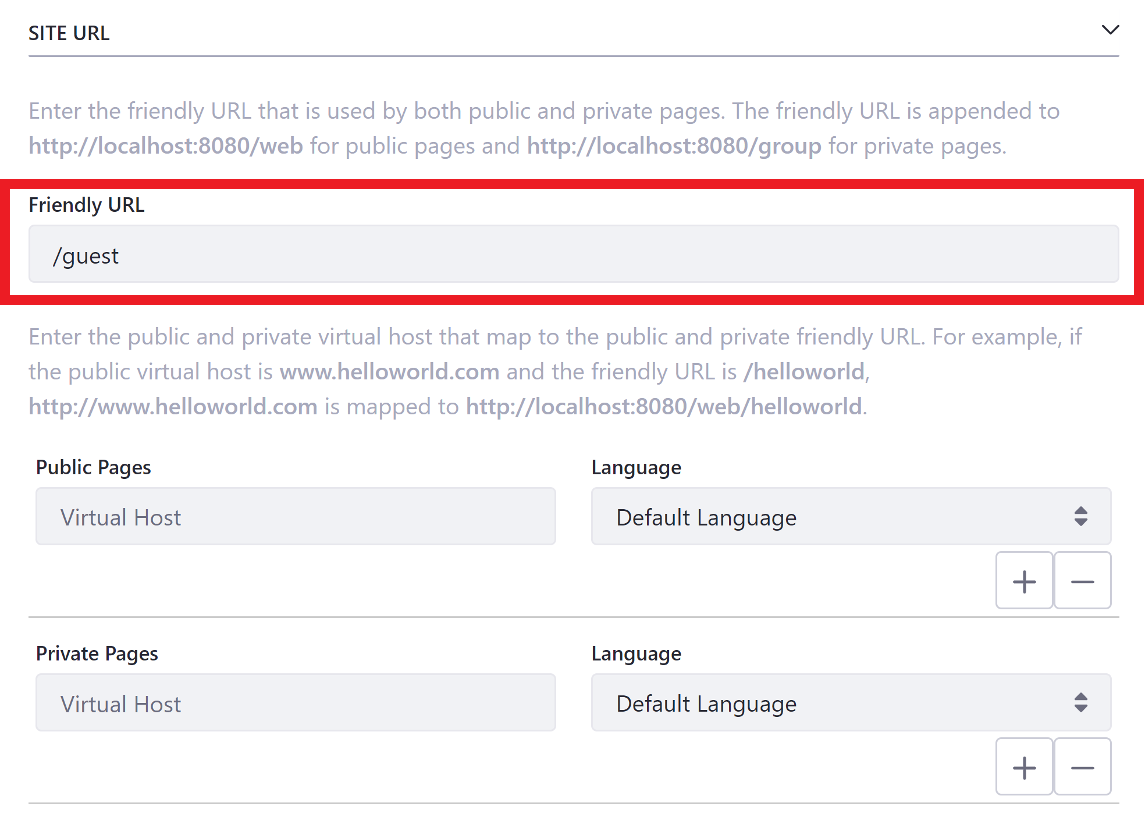 SITE URL
Enter the friendly URL that is used by both public and private pages. The friendly URL is appended to
http://localhost:8080/web for public pages and http://localhost:8080/group for private pages.
Friendly URL
/guest
Enter the public and private virtual host that map to the public and private friendly URL. For example, if
the public virtual host is www.helloworld.com and the friendly URL is /helloworld,
http://www.helloworld.com is mapped to http://localhost:8080/web/helloworld.
Public Pages Language
Virtual Host Default Language
Private Pages Language
Virtual Host Default Language